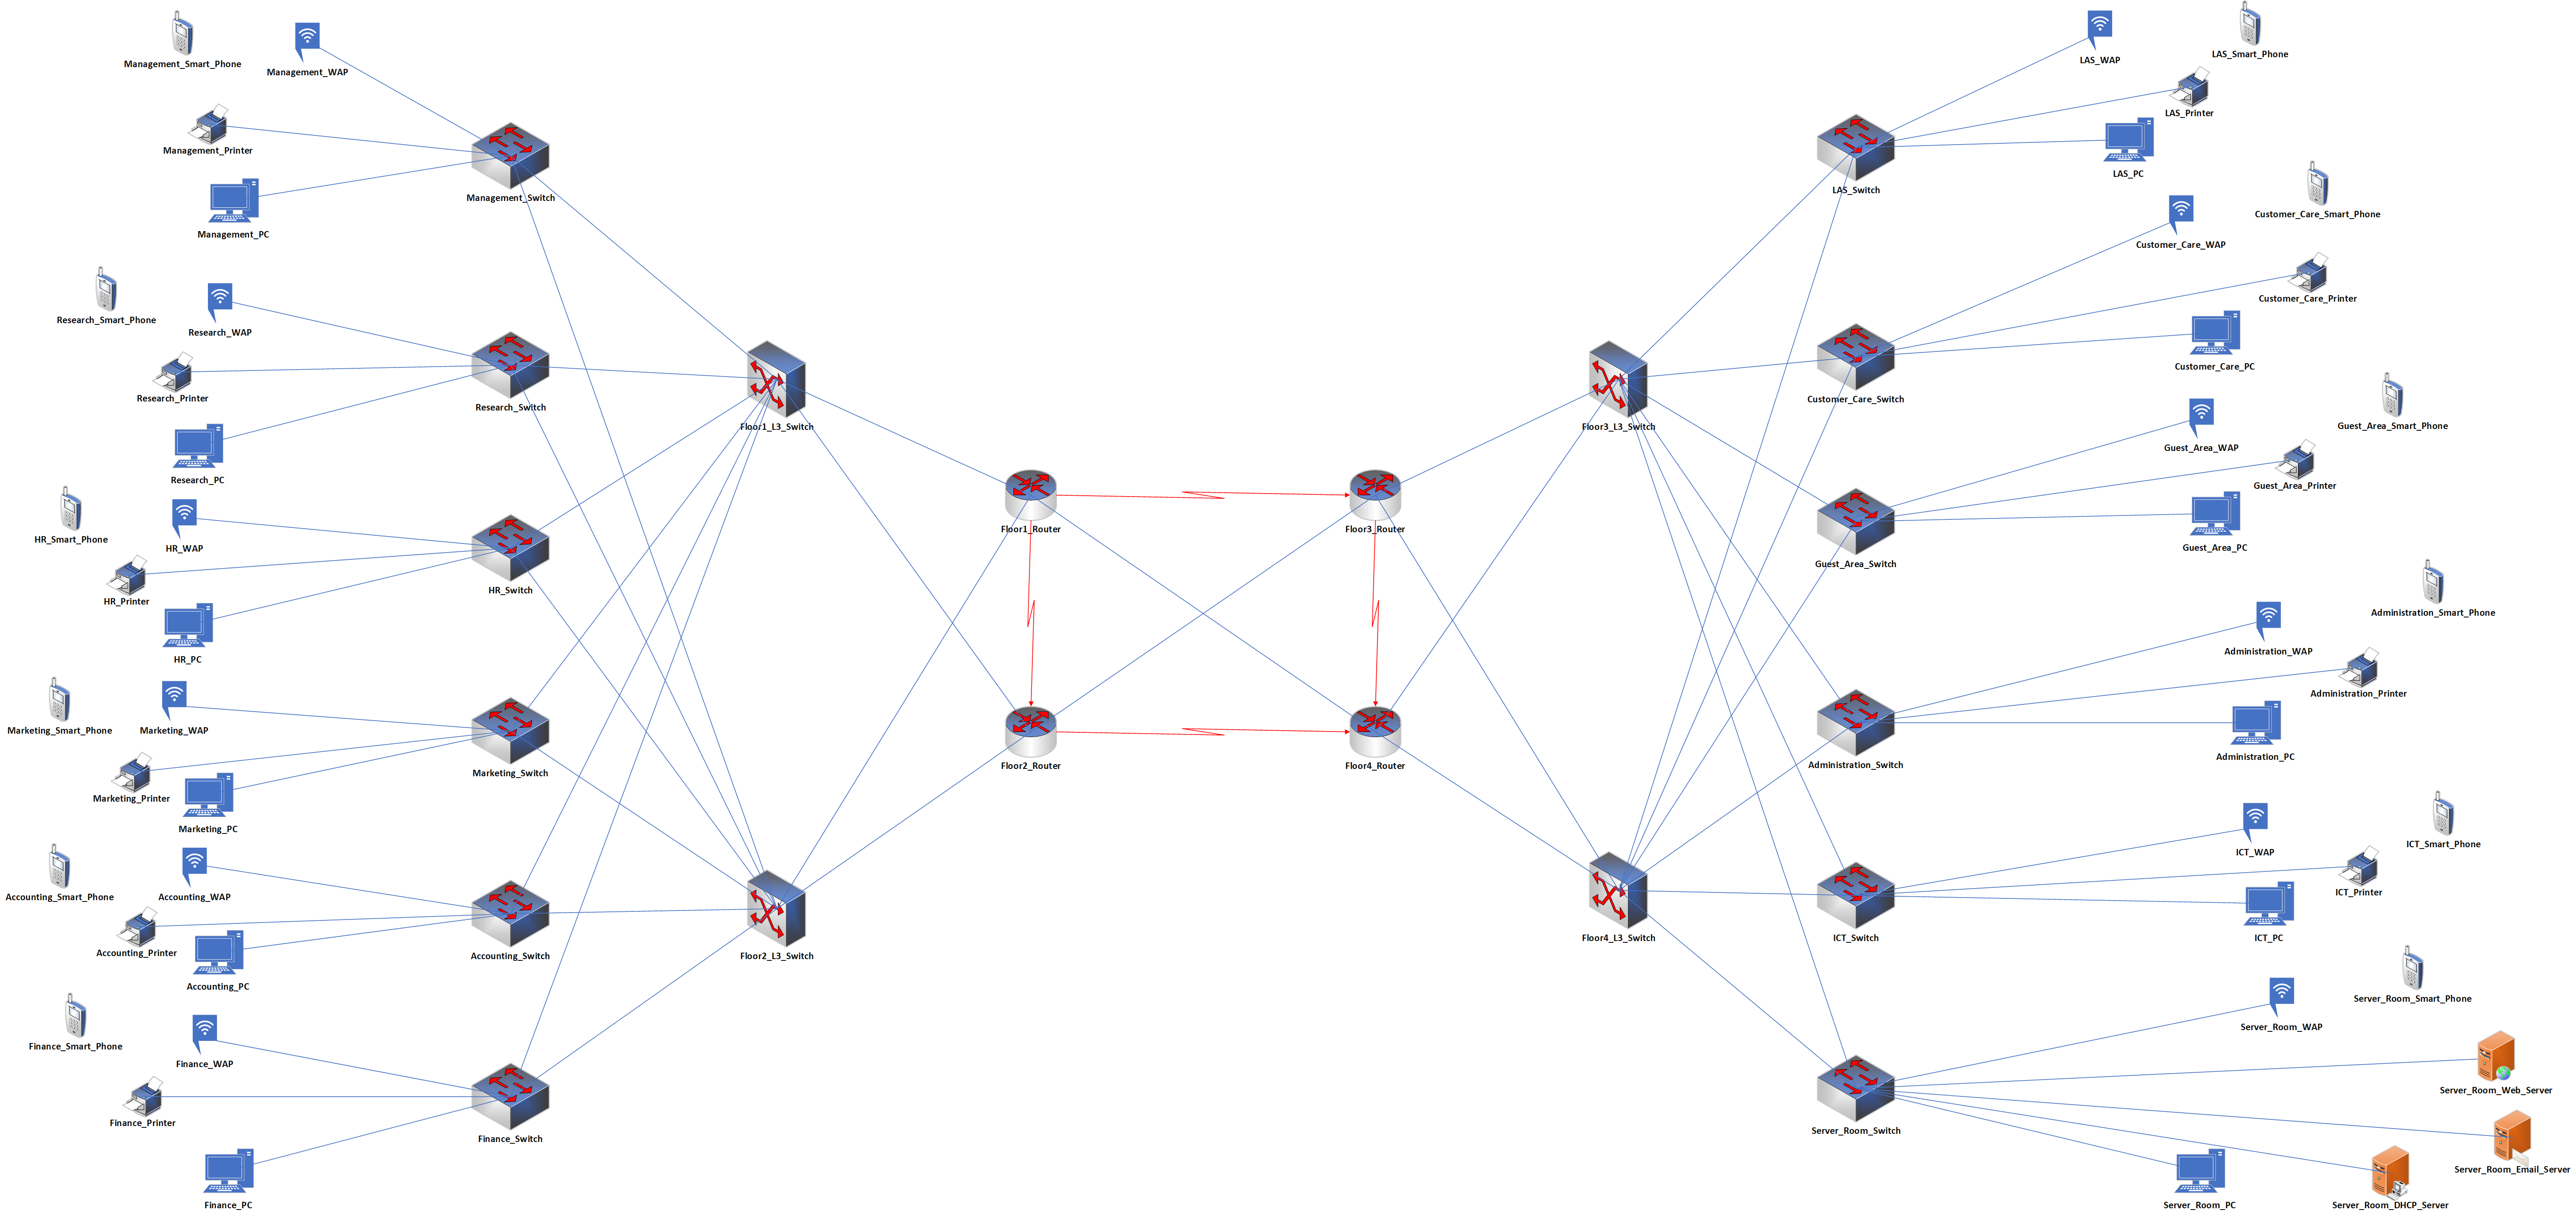 Management_Smart_Phone
Management_WAP
Management_Printer
Management_Switch
Management_PC
Research_Smart_Phone
Research_WAP
Research_Printer
Research_Switch
Research_PC
HR_Smart_Phone
HR_WAP
HR_Printer
HR_Switch
HR_PC
Marketing_Smart_Phone
Marketing_WAP
Marketing_Printer
Marketing_Switch
Marketing_PC
Accounting_Smart_Phone
Accounting_WAP
Accounting_Printer
Accounting_Switch
Accounting_PC
Finance_Smart_Phone
Finance_WAP
Finance_Printer
Finance_Switch
Finance_PC
Floor1_L3_Switch
Floor2_L3_Switch
Floor1_Router
Floor3_Router
Floor2_Router
Floor4_Router
Floor3_L3_Switch
Floor4_L3_Switch
LAS_WAP
LAS_Smart_Phone
LAS_Printer
LAS_PC
LAS_Switch
Customer_Care_Smart_Phone
Customer_Care_WAP
Customer_Care_Printer
Customer_Care_PC
Customer_Care_Switch
Guest_Area_Smart_Phone
Guest_Area_WAP
Guest_Area_Printer
Guest_Area_PC
Guest_Area_Switch
Administration_Smart_Phone
Administration_WAP
Administration_Printer
Administration_PC
Administration_Switch
ICT_Smart_Phone
ICT_WAP
ICT_Printer
ICT_PC
ICT_Switch
Server_Room_Smart_Phone
Server_Room_WAP
Server_Room_Web_Server
Server_Room_Switch
Server_Room_Email_Server
Server_Room_PC
Server_Room_DHCP_Server